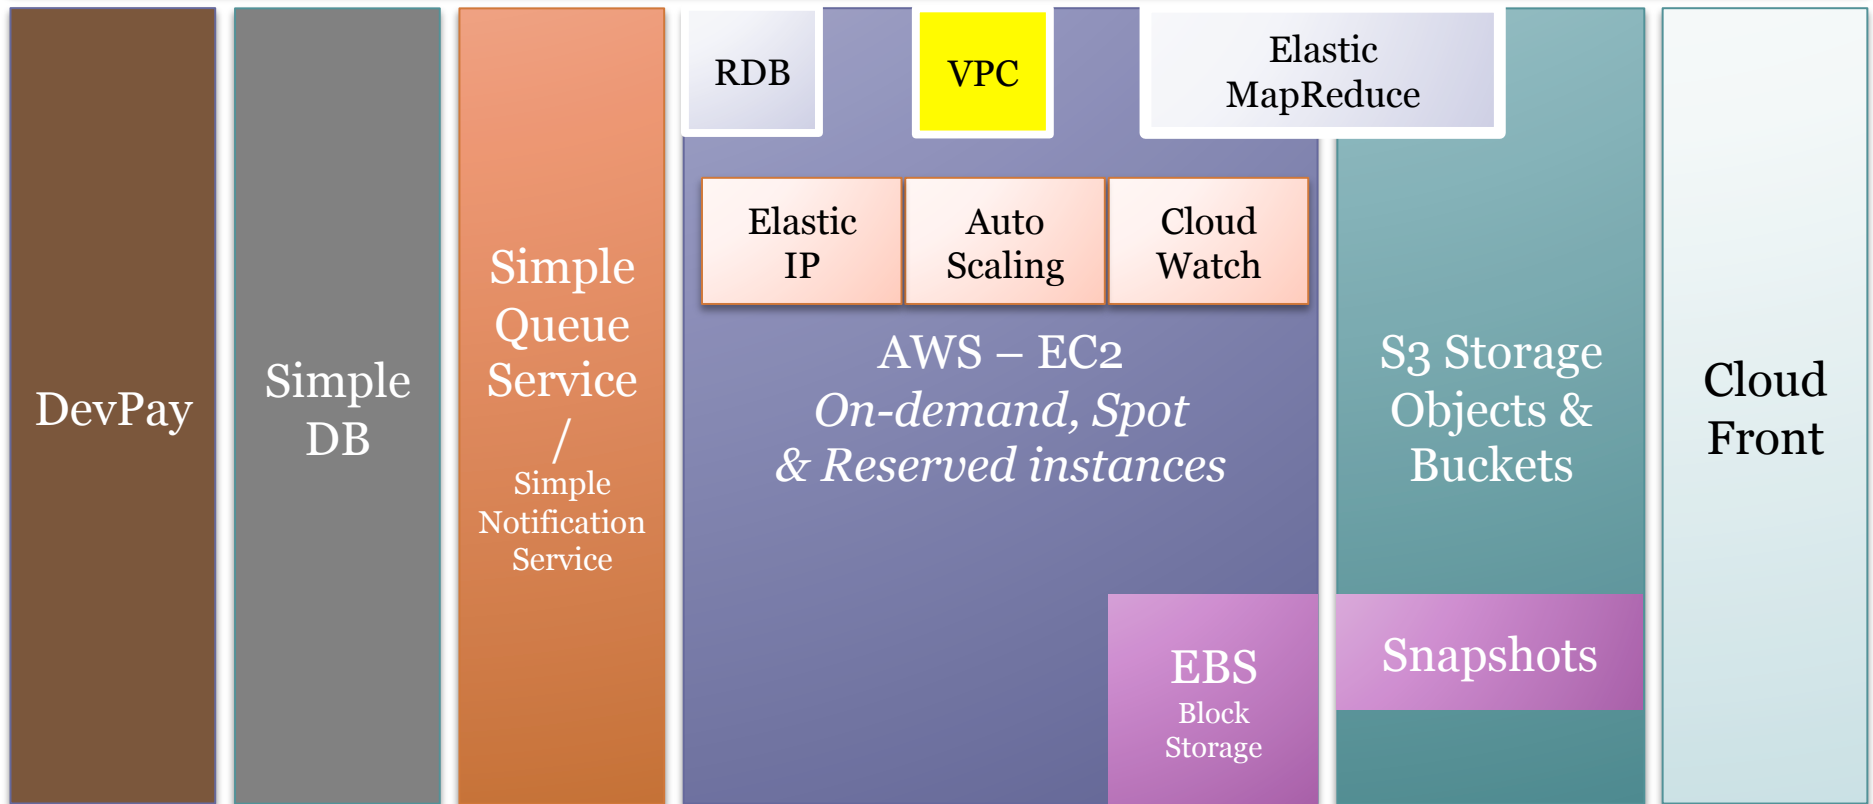 DevPay
Simple
DB
Simple
Queue
Service
/
Simple
Notification
Service
RDB
VPC
Elastic
MapReduce
Elastic
IP
Auto
Scaling
Cloud
Watch
AWS – EC2
On-demand, Spot
& Reserved instances
EBS
Block
Storage
S3 Storage
Objects &
Buckets
Snapshots
Cloud
Front